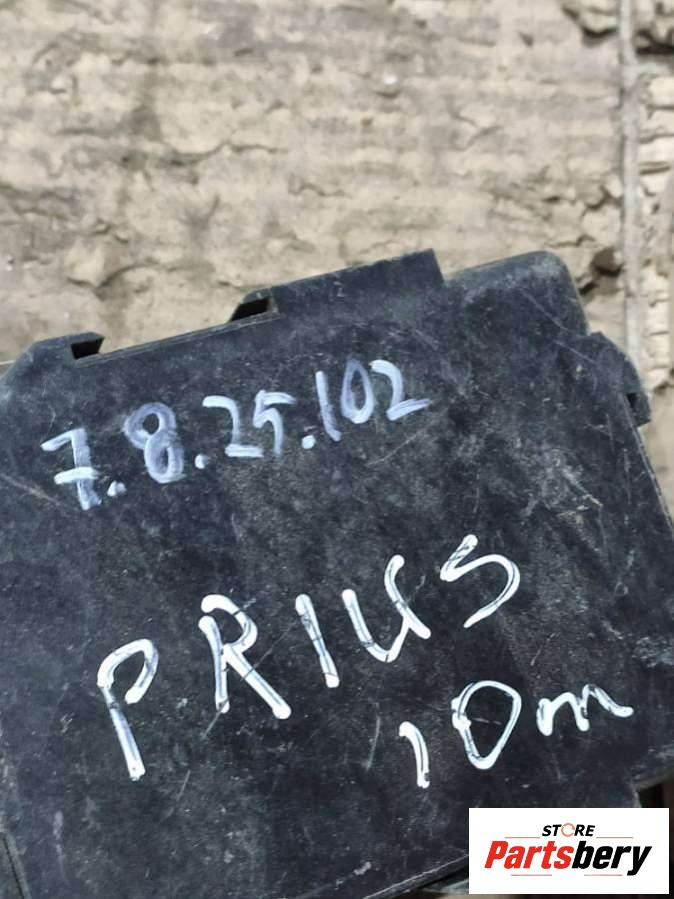 7.8.25.102
PRIUS
10m
STORE
Partsbery